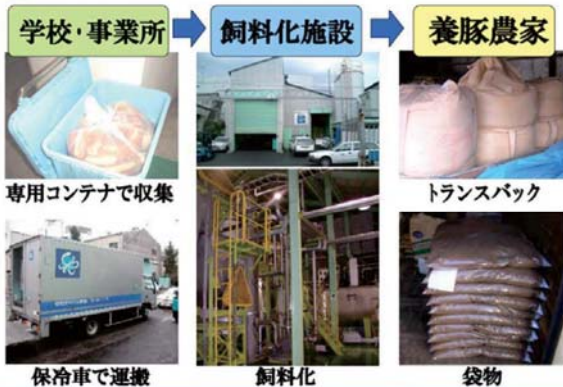 学校・事業所
飼料化施設
養豚農家
専用コンテナで収集
トランスバック
保冷車で運搬
飼料化
袋物